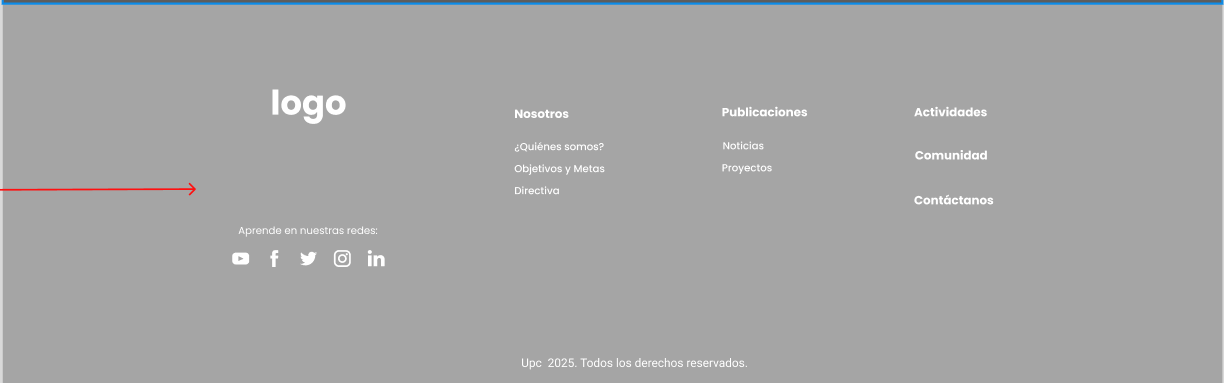 logo
Aprende en nuestras redes:
Nosotros
¿Quiénes somos?
Objetivos y Metas
Directiva
Publicaciones
Noticias
Proyectos
Actividades
Comunidad
Contáctanos
Upc  2025. Todos los derechos reservados.